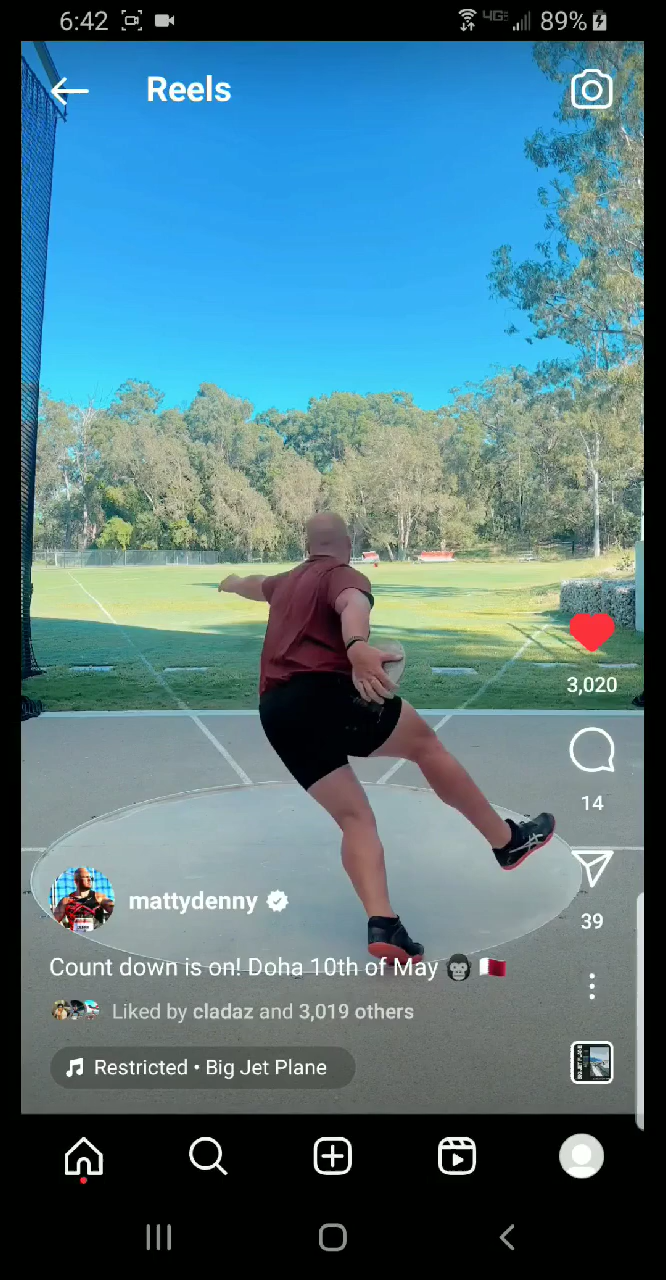 6:42
4GE 89%
Reels
3,020
14
mattydenny
39
Count down is on! Doha 10th of May 🦍 🇶🇦
Liked by cladaz and 3,019 others
Restricted • Big Jet Plane